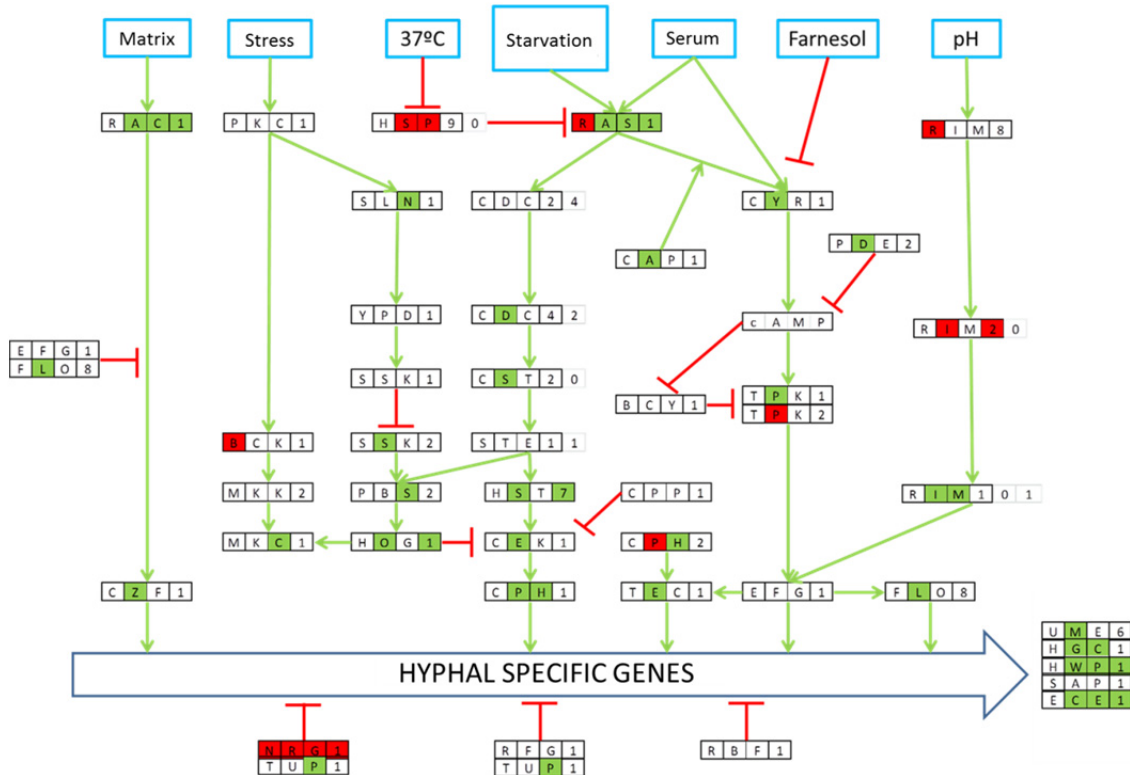 Matrix
Stress
37ºC
Starvation
Serum
Farnesol
pH
RAC1
PKC1
HSP90
RAS1
RIM8
SLN1
CDC24
CYR1
PDE2
CAP1
YPD1
CDC42
cAMP
RIM20
EFG1
FLO8
SSK1
CST20
BCY1
TPK1
TPK2
BCK1
SSK2
STE11
MKK2
PBS2
HST7
CPP1
RIM101
MKC1
HOG1
CEK1
CPH2
CZF1
CPH1
TEC1
EFG1
FLO8
HYPHAL SPECIFIC GENES
UME6
HGC1
HWP1
SAP1
ECE1
NRG1
TUP1
RFG1
TUP1
RBF1